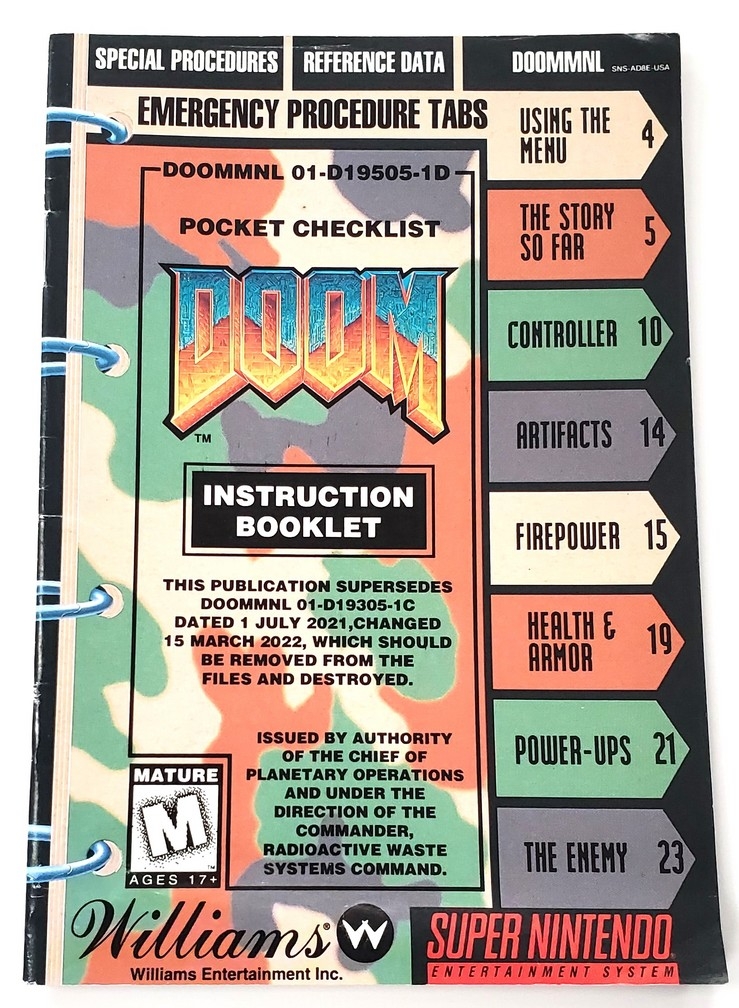 SPECIAL PROCEDURES REFERENCE DATA DOOMMNL SNS-AD8E-USA
EMERGENCY PROCEDURE TABS
USING THE
MENU 4
THE STORY
SO FAR 5
CONTROLLER 10
ARTIFACTS 14
FIREPOWER 15
HEALTH &
ARMOR 19
POWER-UPS 21
THE ENEMY 23
DOOMMNL 01-D19505-1D
POCKET CHECKLIST
DOOM
TM
INSTRUCTION
BOOKLET
THIS PUBLICATION SUPERSEDES
DOOMMNL 01-D19305-1C
DATED 1 JULY 2021,CHANGED
15 MARCH 2022, WHICH SHOULD
BE REMOVED FROM THE
FILES AND DESTROYED.
ISSUED BY AUTHORITY
OF THE CHIEF OF
PLANETARY OPERATIONS
AND UNDER THE
DIRECTION OF THE
COMMANDER,
RADIOACTIVE WASTE
SYSTEMS COMMAND.
MATURE
M
TM
AGES 17+
Williams® W
Williams Entertainment Inc.
SUPER NINTENDO
ENTERTAINMENT SYSTEM